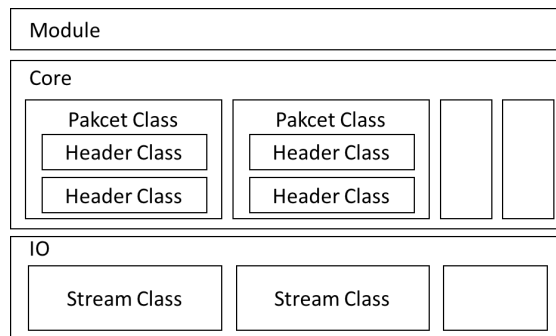 Module
Core
Pakcet Class
Pakcet Class
Header Class
Header Class
Header Class
Header Class
IO
Stream Class
Stream Class